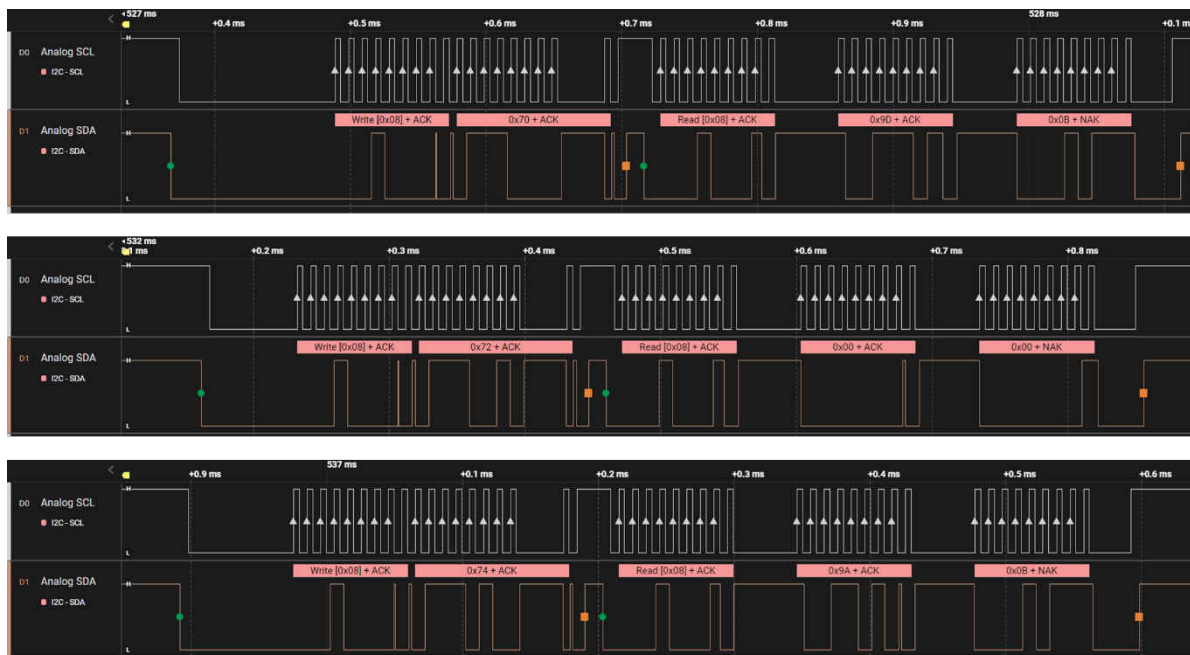 527 ms 528 ms
+0.4 ms +0.5 ms +0.6 ms +0.7 ms +0.8 ms +0.9 ms +0.1 m
D0 Analog SCL
H
I2C - SCL
L
Write [0x08] + ACK 0x70 + ACK Read [0x08] + ACK 0x9D + ACK 0x0B + NAK
D1 Analog SDA
H
I2C - SDA
L
532 ms
0.1 ms +0.2 ms +0.3 ms +0.4 ms +0.5 ms +0.6 ms +0.7 ms +0.8 ms
D0 Analog SCL
H
I2C - SCL
L
Write [0x08] + ACK 0x72 + ACK Read [0x08] + ACK 0x00 + ACK 0x00 + NAK
D1 Analog SDA
H
I2C - SDA
L
537 ms
+0.9 ms +0.1 ms +0.2 ms +0.3 ms +0.4 ms +0.5 ms +0.6 ms
D0 Analog SCL
H
I2C - SCL
L
Write [0x08] + ACK 0x74 + ACK Read [0x08] + ACK 0x9A + ACK 0x0B + NAK
D1 Analog SDA
H
I2C - SDA
L